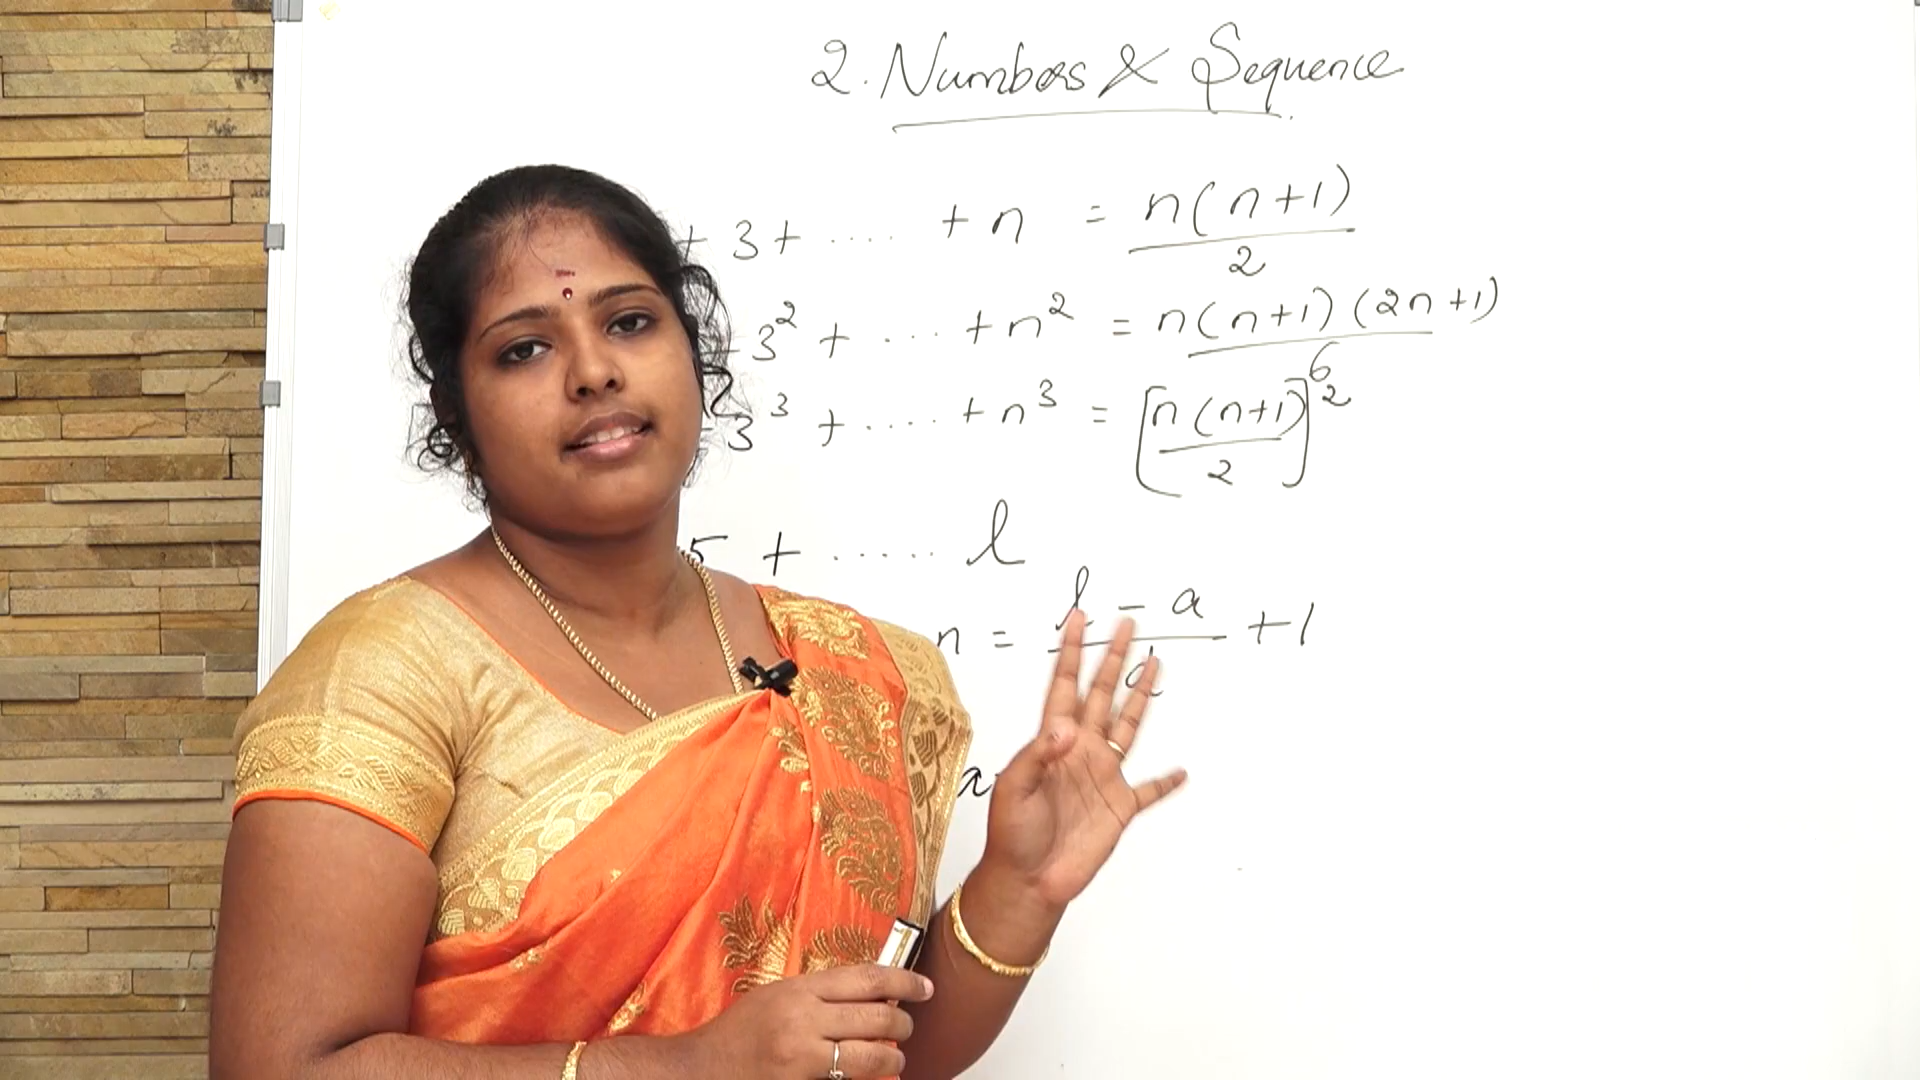 2. Numbers & Sequence
+ 3 + ..... + n = n(n+1)/2
3² + ... + n² = n(n+1)(2n+1)/6
3³ + .... + n³ = [n(n+1)/2]²
5 + ..... l
n = l - a/d + 1